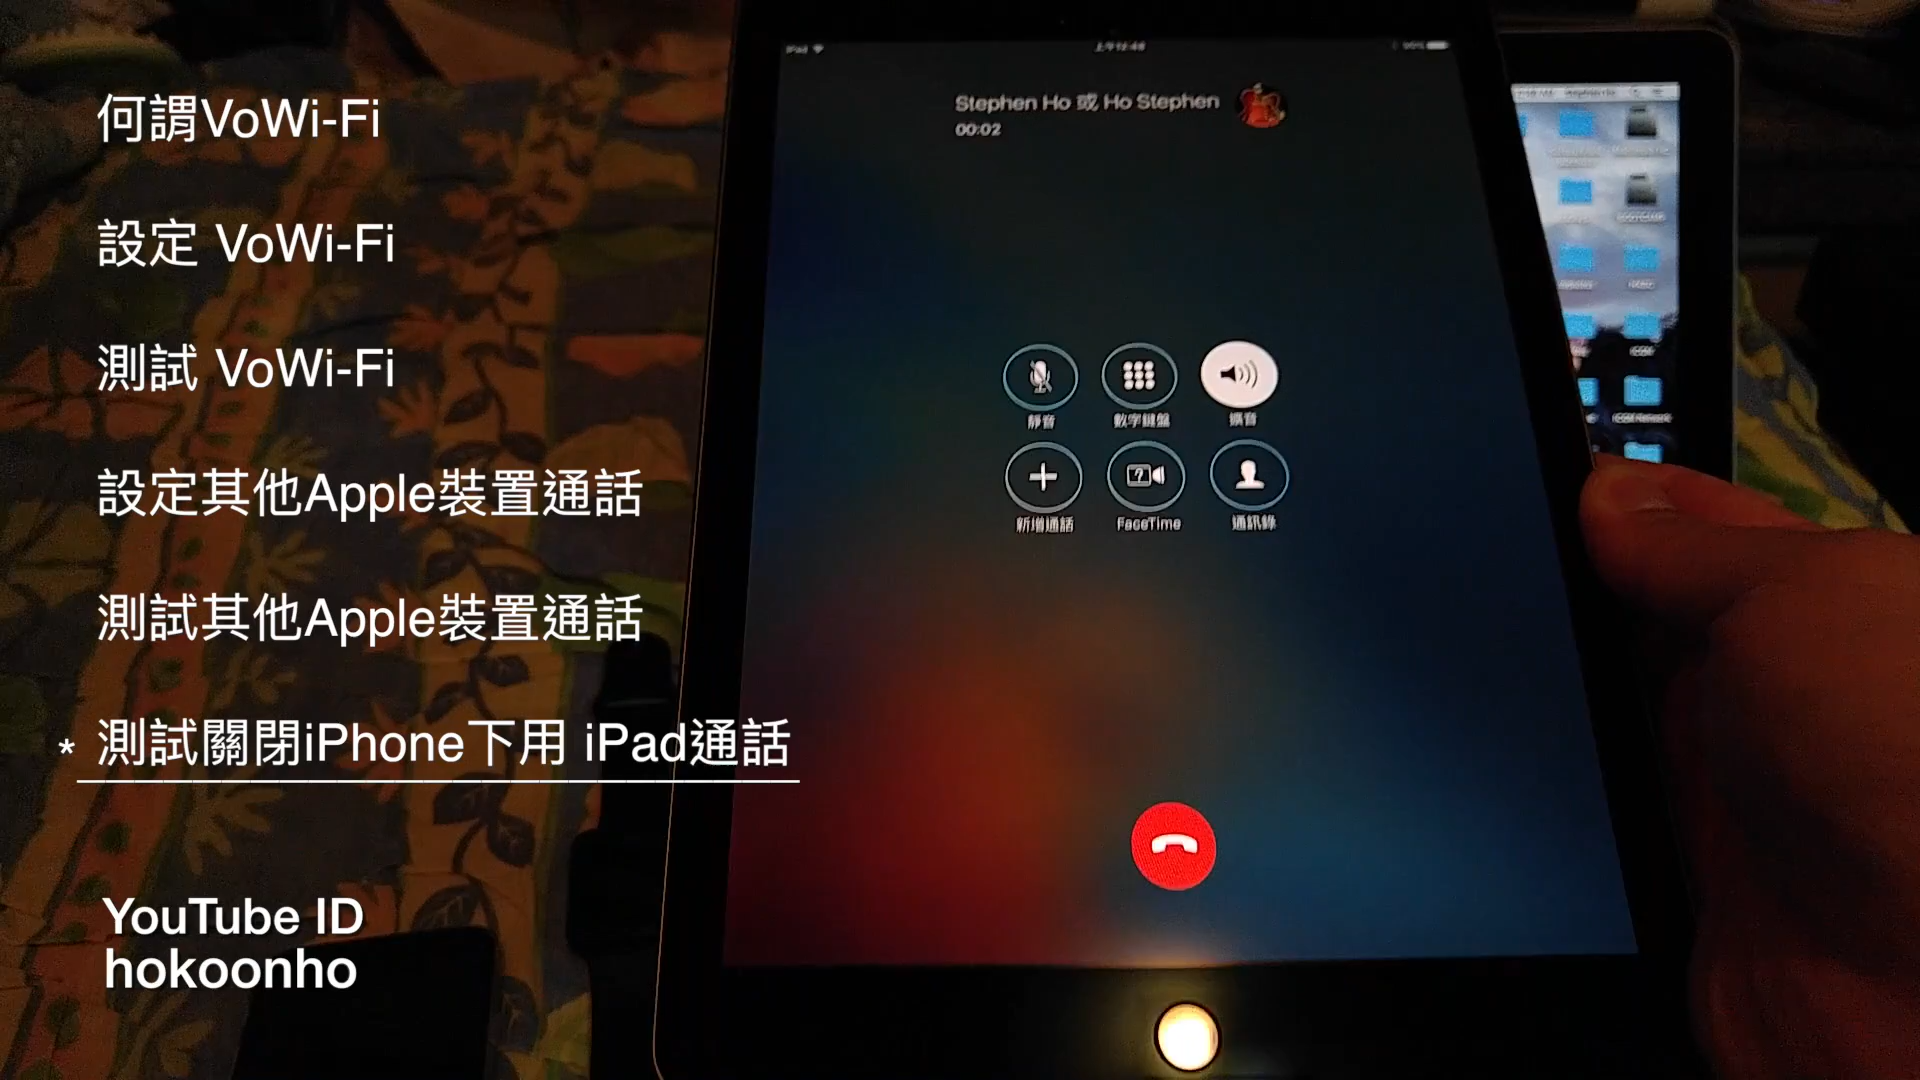 何謂VoWi-Fi
設定 VoWi-Fi
測試 VoWi-Fi
設定其他Apple裝置通話
測試其他Apple裝置通話
* 測試關閉iPhone下用 iPad通話
YouTube ID
hokoonho
iPad
Stephen Ho 或 Ho Stephen
00:02
靜音 數字鍵盤 擴音
新增通話 FaceTime 通訊錄